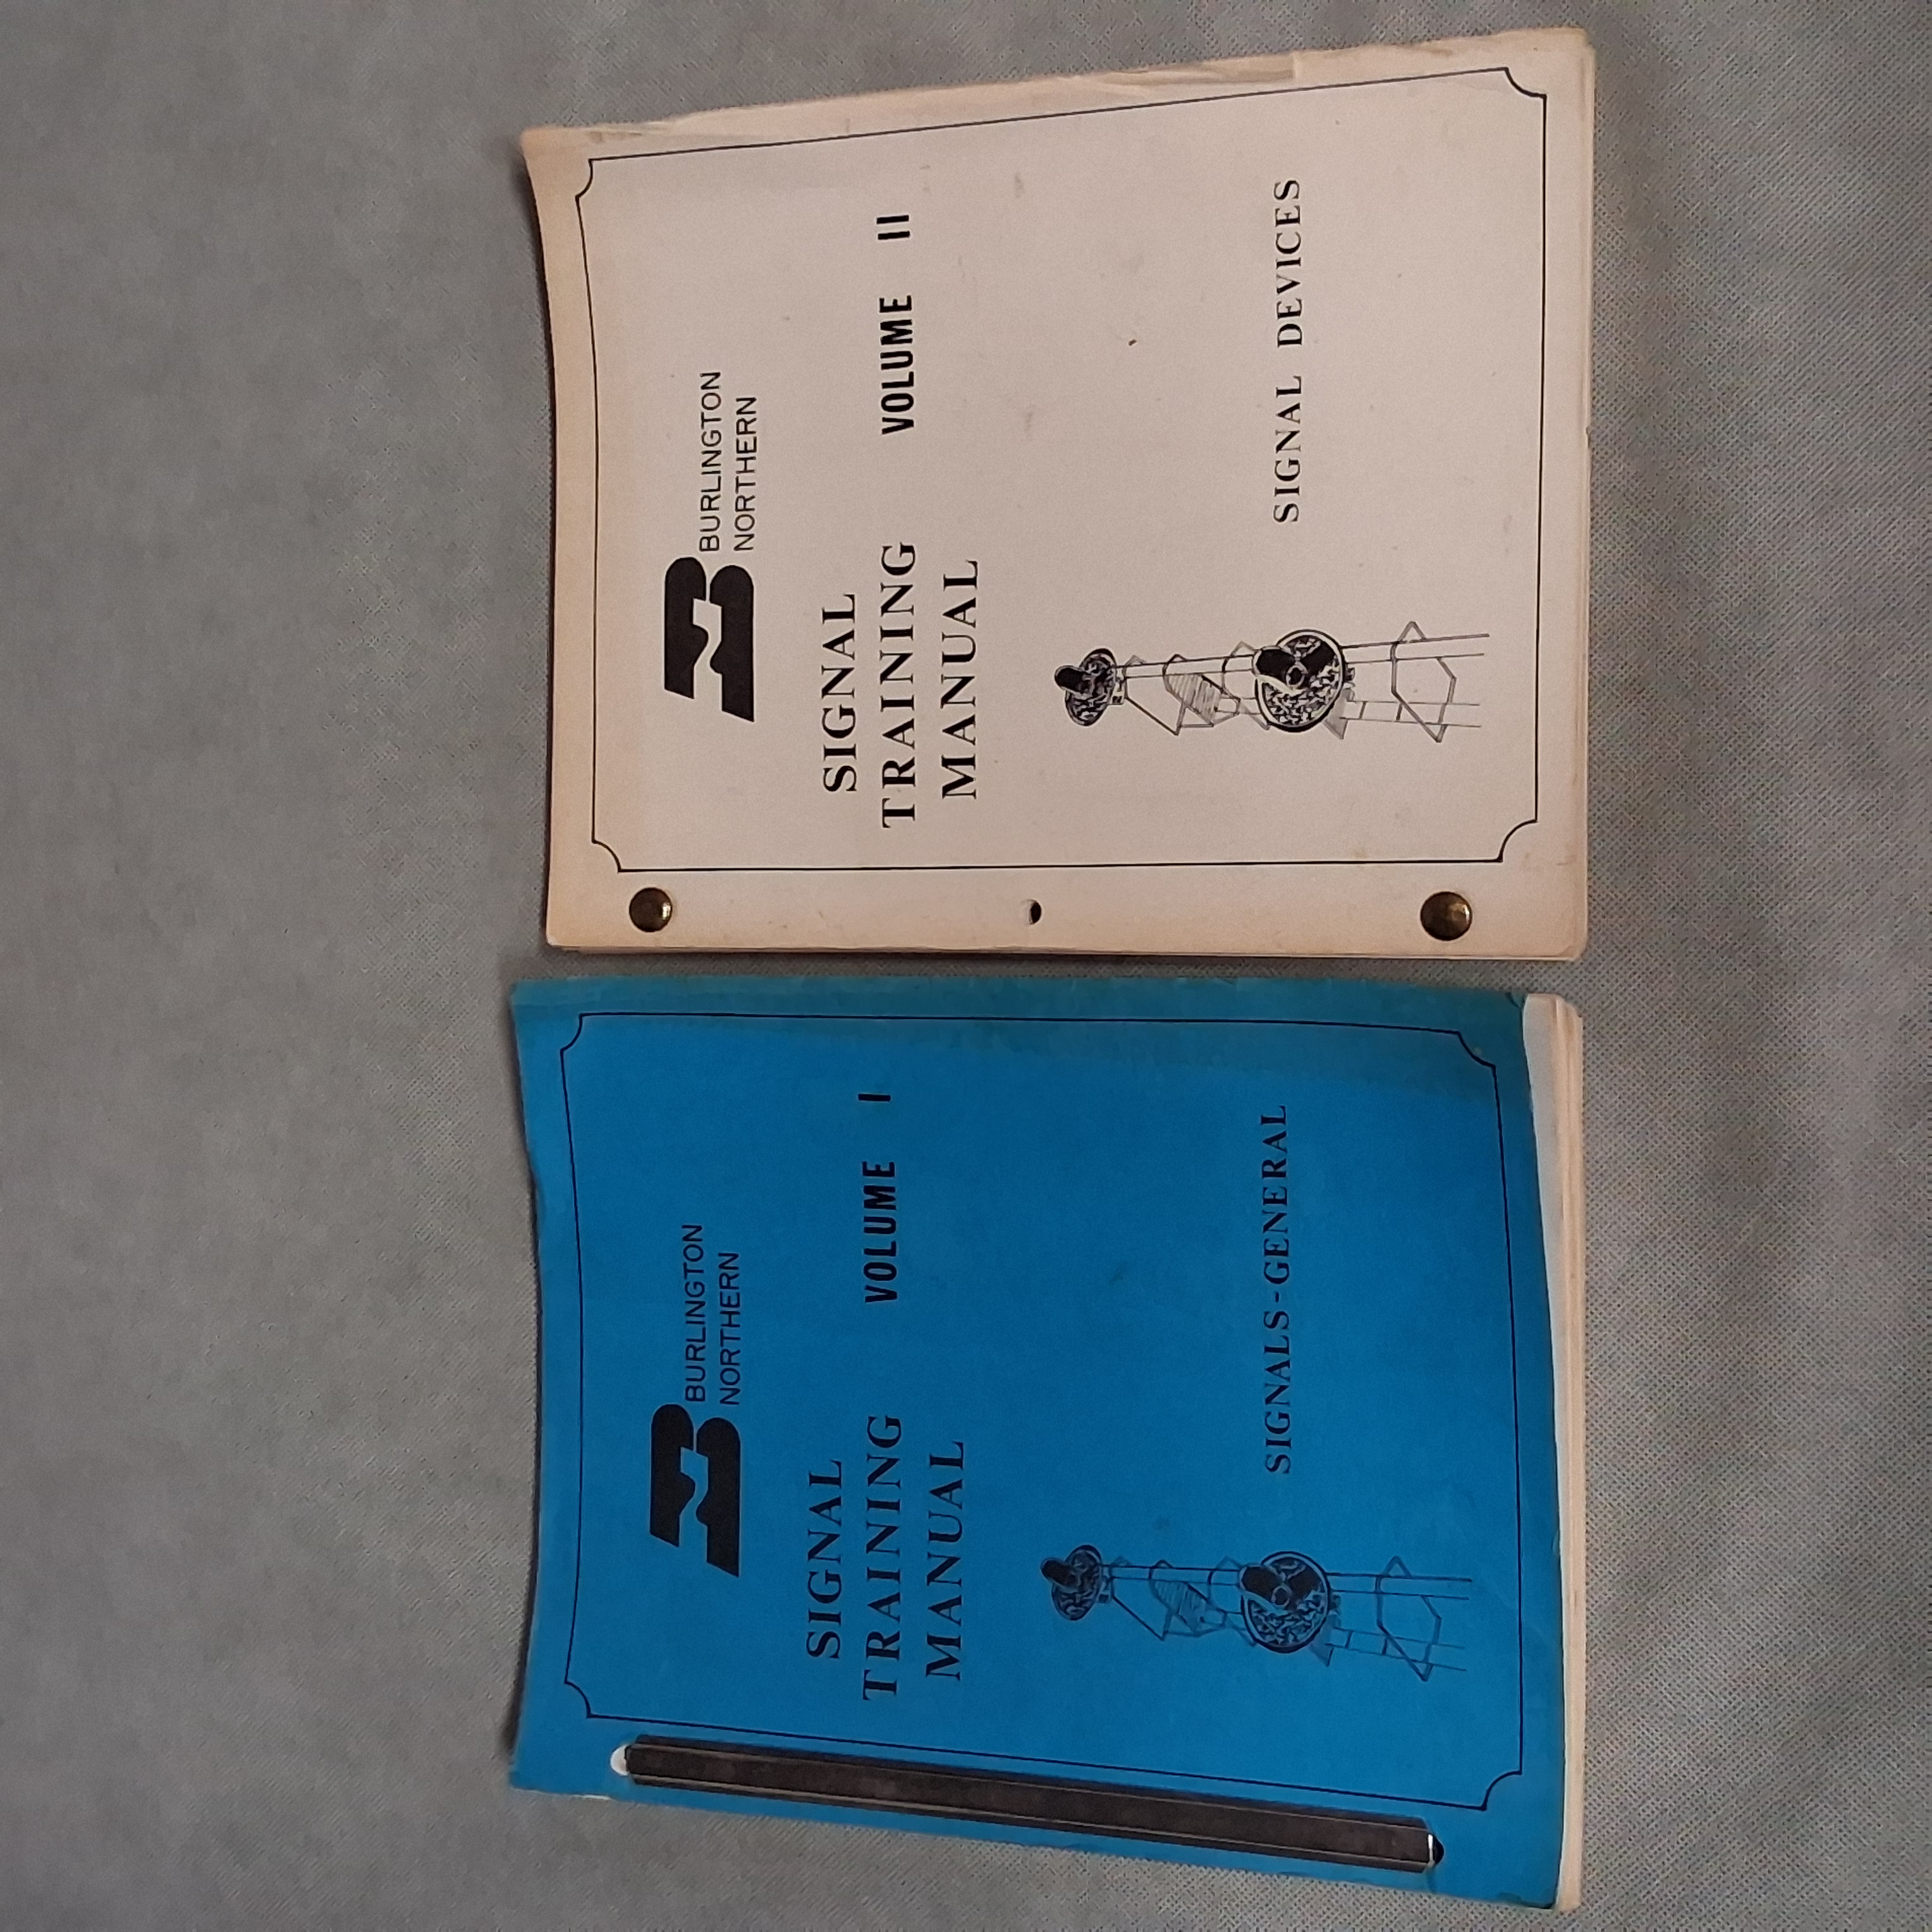 BURLINGTON
NORTHERN
SIGNAL
TRAINING VOLUME I
MANUAL
SIGNALS-GENERAL
BURLINGTON
NORTHERN
SIGNAL
TRAINING VOLUME II
MANUAL
SIGNAL DEVICES